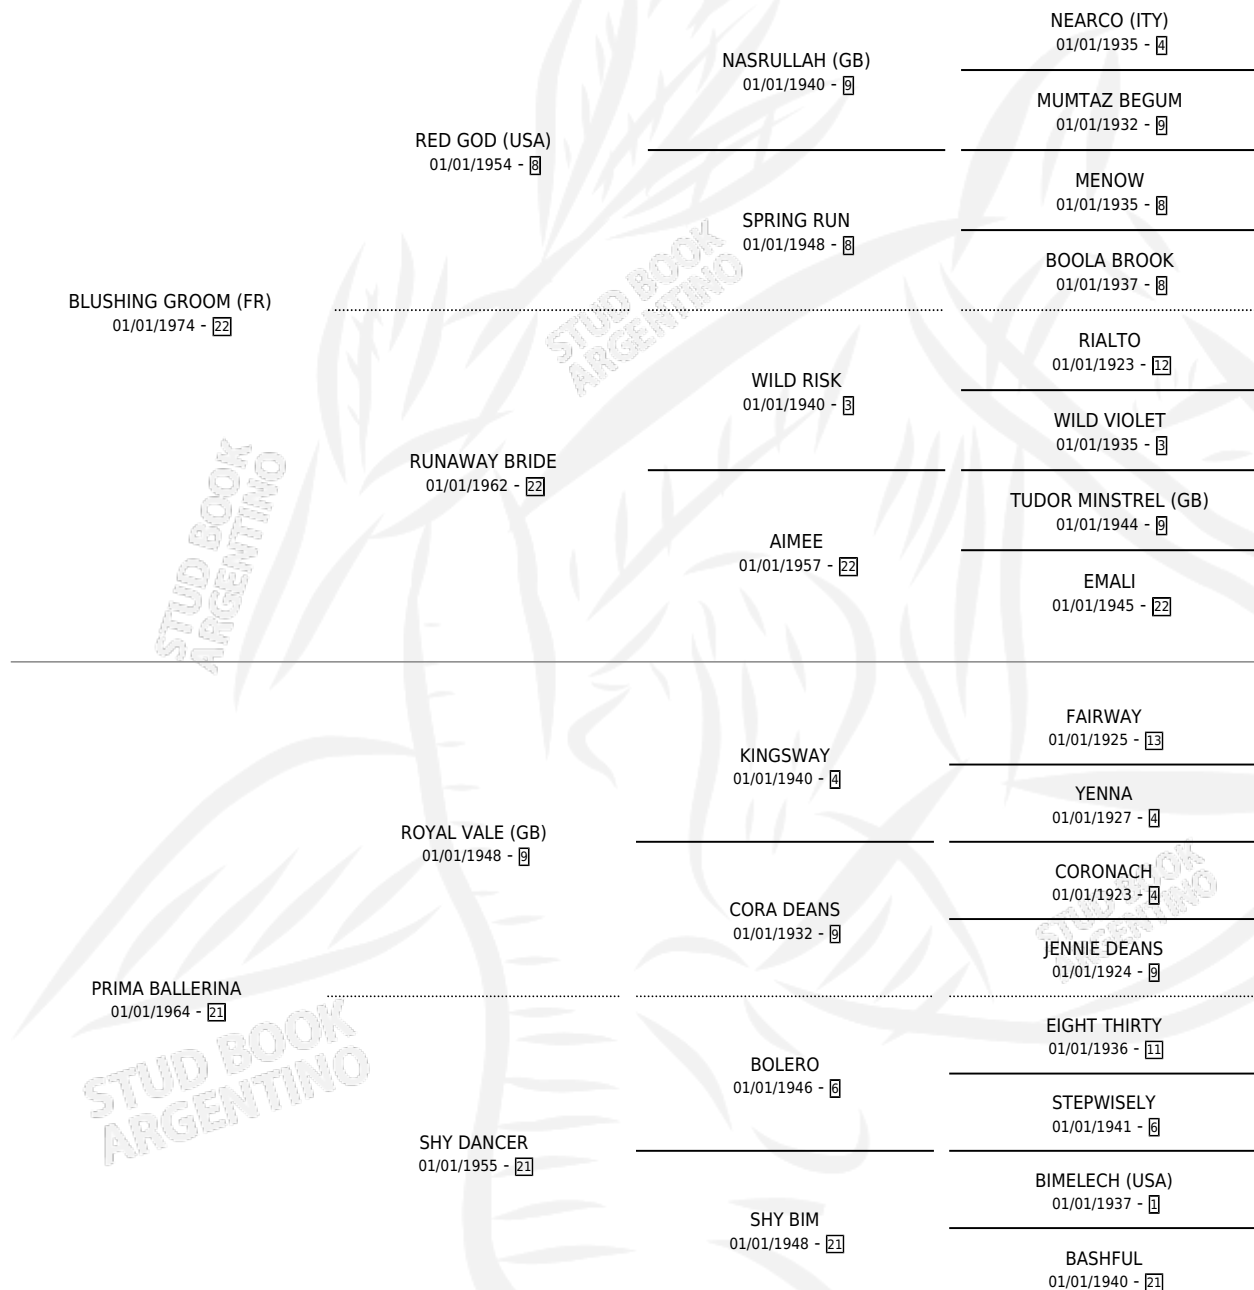 NEARCO (ITY)
01/01/1935 - 4
NASRULLAH (GB)
01/01/1940 - 9
MUMTAZ BEGUM
01/01/1932 - 9
RED GOD (USA)
01/01/1954 - 8
MENOW
01/01/1935 - 8
SPRING RUN
01/01/1948 - 8
BOOLA BROOK
01/01/1937 - 8
BLUSHING GROOM (FR)
01/01/1974 - 22
RIALTO
01/01/1923 - 12
WILD RISK
01/01/1940 - 3
WILD VIOLET
01/01/1935 - 3
RUNAWAY BRIDE
01/01/1962 - 22
TUDOR MINSTREL (GB)
01/01/1944 - 9
AIMEE
01/01/1957 - 22
EMALI
01/01/1945 - 22
FAIRWAY
01/01/1925 - 13
KINGSWAY
01/01/1940 - 4
YENNA
01/01/1927 - 4
ROYAL VALE (GB)
01/01/1948 - 9
CORONACH
01/01/1923 - 4
CORA DEANS
01/01/1932 - 9
JENNIE DEANS
01/01/1924 - 9
PRIMA BALLERINA
01/01/1964 - 21
EIGHT THIRTY
01/01/1936 - 11
BOLERO
01/01/1946 - 6
STEPWISELY
01/01/1941 - 6
SHY DANCER
01/01/1955 - 21
BIMELECH (USA)
01/01/1937 - 1
SHY BIM
01/01/1948 - 21
BASHFUL
01/01/1940 - 21
STUD BOOK
ARGENTINO
STUD BOOK
ARGENTINO
STUD BOOK
ARGENTINO
STUD BOOK
ARGENTINO